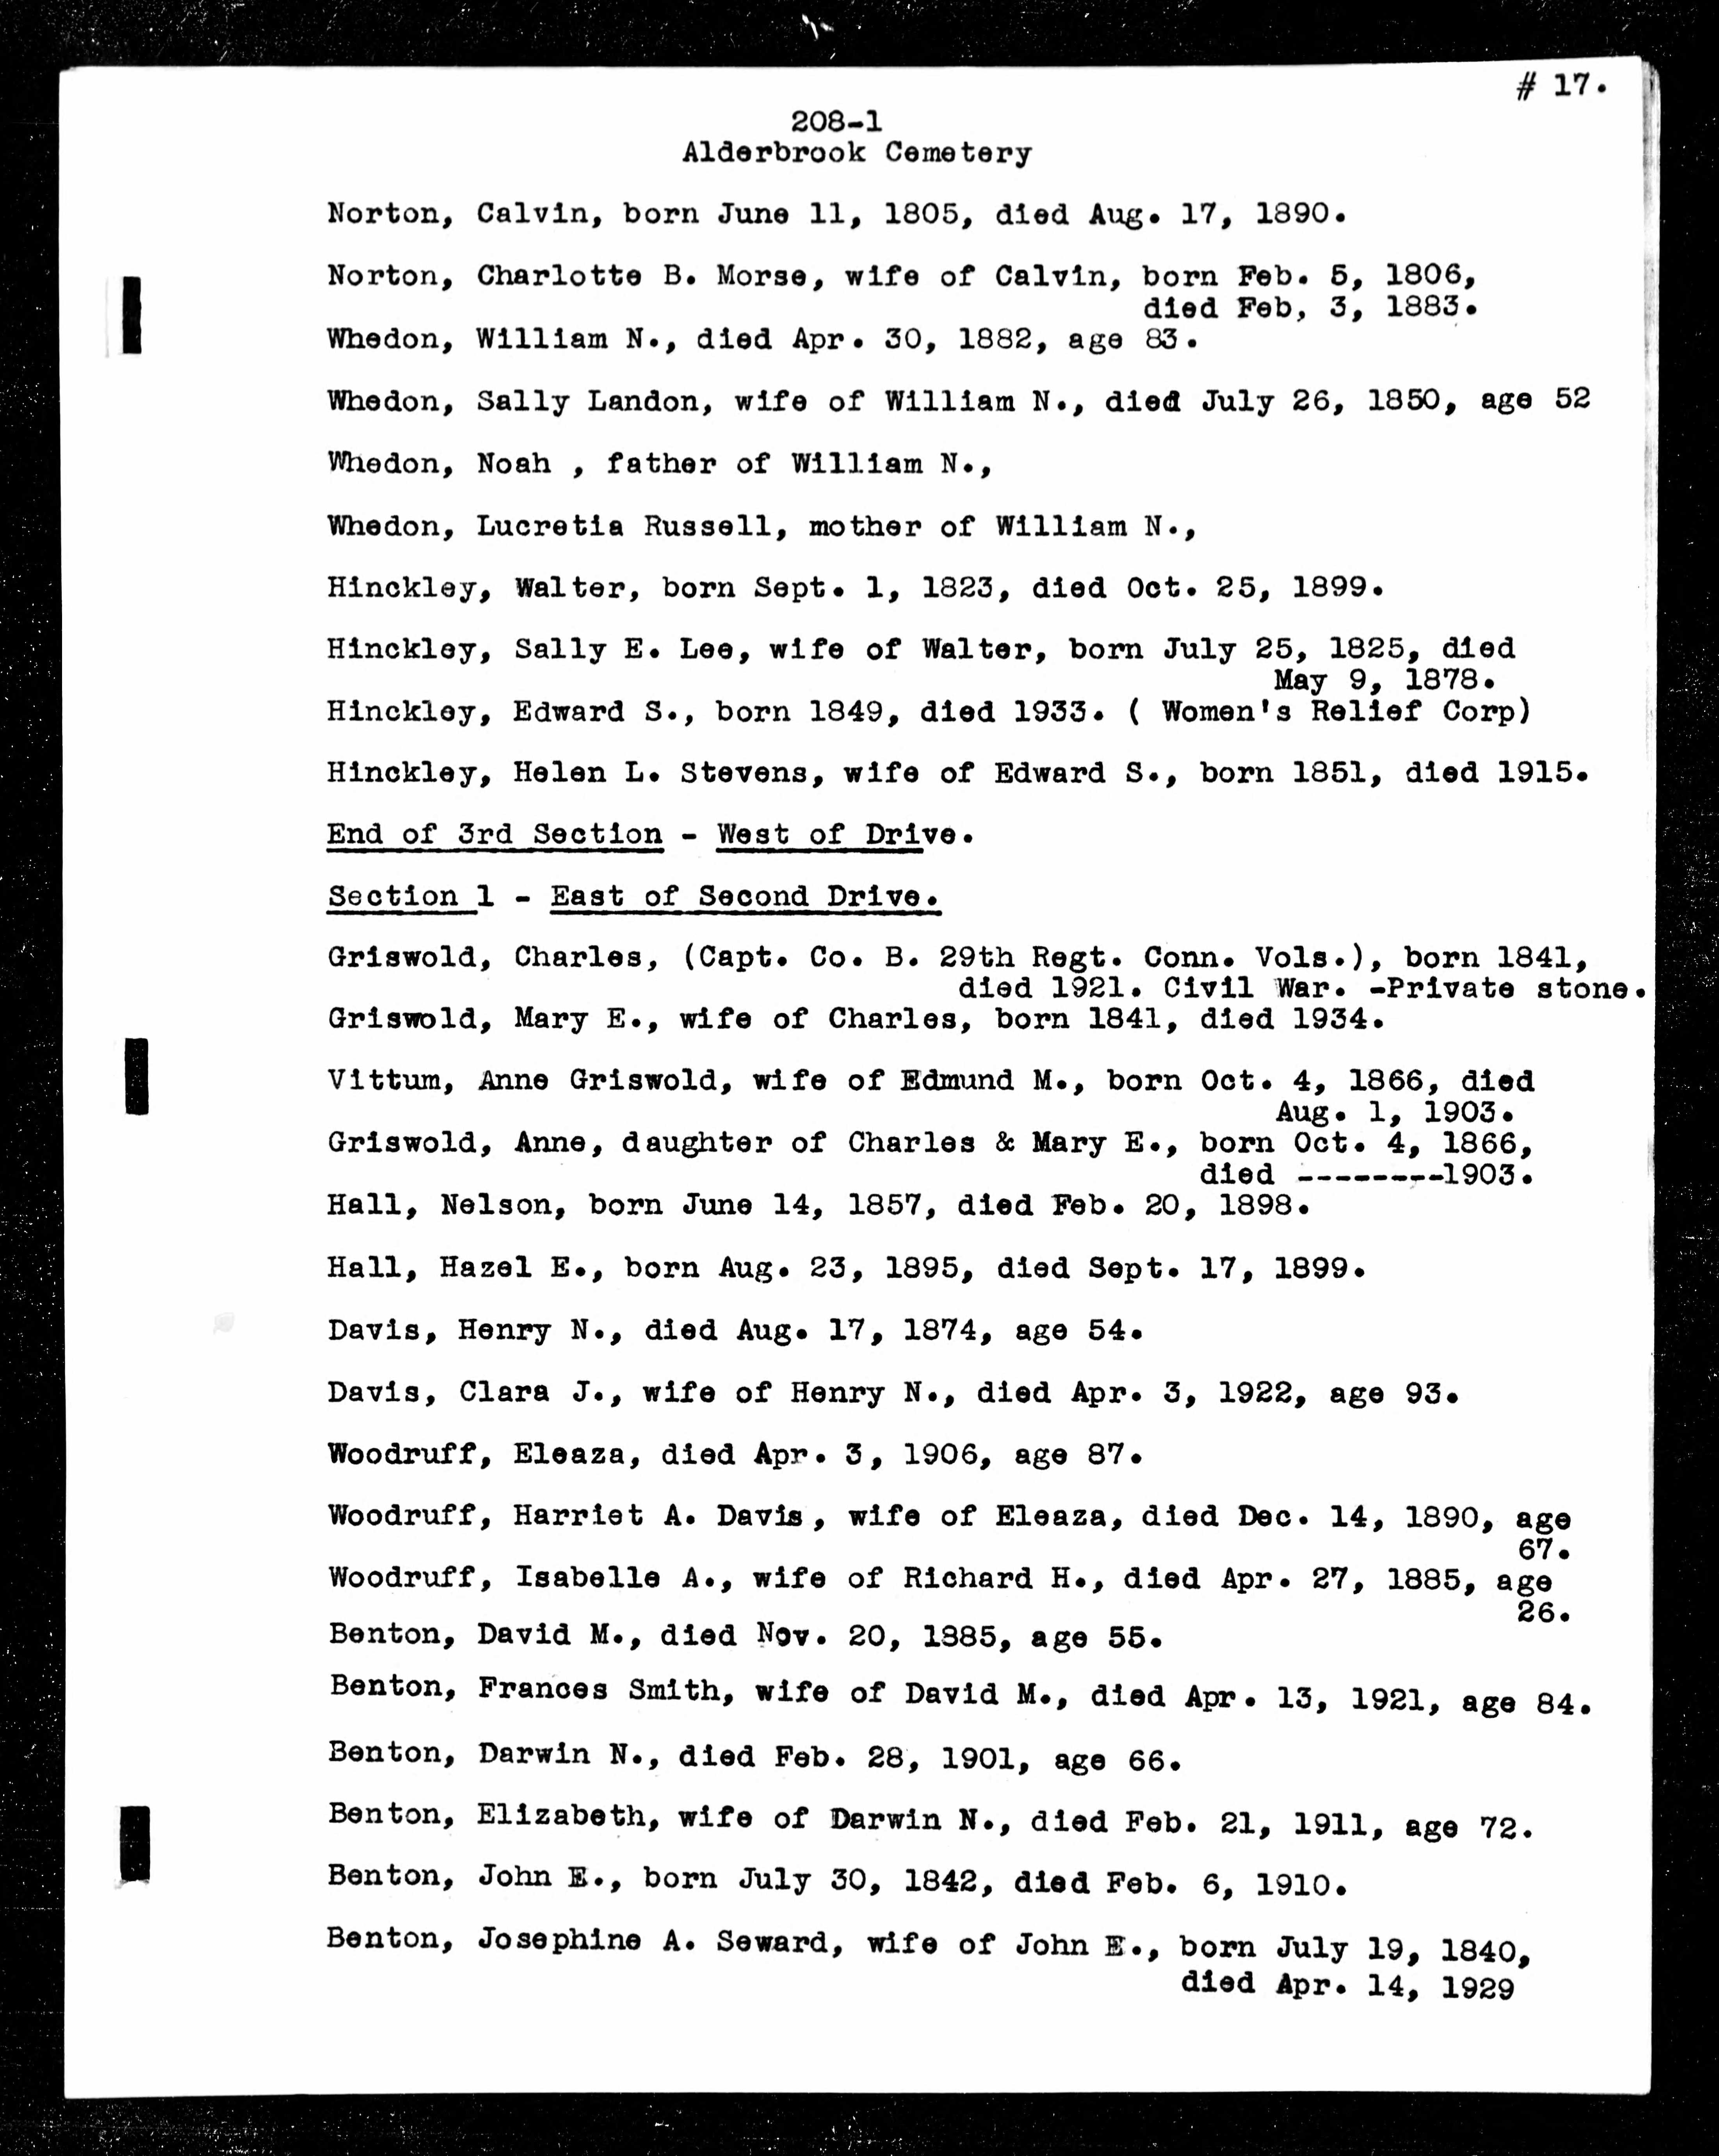 # 17.
208-1
Alderbrook Cemetery
Norton, Calvin, born June 11, 1805, died Aug. 17, 1890.
Norton, Charlotte B. Morse, wife of Calvin, born Feb. 5, 1806,
died Feb, 3, 1883.
Whedon, William N., died Apr. 30, 1882, age 83.
Whedon, Sally Landon, wife of William N., died July 26, 1850, age 52
Whedon, Noah , father of William N.,
Whedon, Lucretia Russell, mother of William N.,
Hinckley, Walter, born Sept. 1, 1823, died Oct. 25, 1899.
Hinckley, Sally E. Lee, wife of Walter, born July 25, 1825, died
May 9, 1878.
Hinckley, Edward S., born 1849, died 1933. ( Women's Relief Corp)
Hinckley, Helen L. Stevens, wife of Edward S., born 1851, died 1915.
End of 3rd Section - West of Drive.
Section 1 - East of Second Drive.
Griswold, Charles, (Capt. Co. B. 29th Regt. Conn. Vols.), born 1841,
died 1921. Civil War. -Private stone.
Griswold, Mary E., wife of Charles, born 1841, died 1934.
Vittum, Anne Griswold, wife of Edmund M., born Oct. 4, 1866, died
Aug. 1, 1903.
Griswold, Anne, daughter of Charles & Mary E., born Oct. 4, 1866,
died --------1903.
Hall, Nelson, born June 14, 1857, died Feb. 20, 1898.
Hall, Hazel E., born Aug. 23, 1895, died Sept. 17, 1899.
Davis, Henry N., died Aug. 17, 1874, age 54.
Davis, Clara J., wife of Henry N., died Apr. 3, 1922, age 93.
Woodruff, Eleaza, died Apr. 3, 1906, age 87.
Woodruff, Harriet A. Davis, wife of Eleaza, died Dec. 14, 1890, age
67.
Woodruff, Isabelle A., wife of Richard H., died Apr. 27, 1885, age
26.
Benton, David M., died Nov. 20, 1885, age 55.
Benton, Frances Smith, wife of David M., died Apr. 13, 1921, age 84.
Benton, Darwin N., died Feb. 28, 1901, age 66.
Benton, Elizabeth, wife of Darwin N., died Feb. 21, 1911, age 72.
Benton, John E., born July 30, 1842, died Feb. 6, 1910.
Benton, Josephine A. Seward, wife of John E., born July 19, 1840,
died Apr. 14, 1929